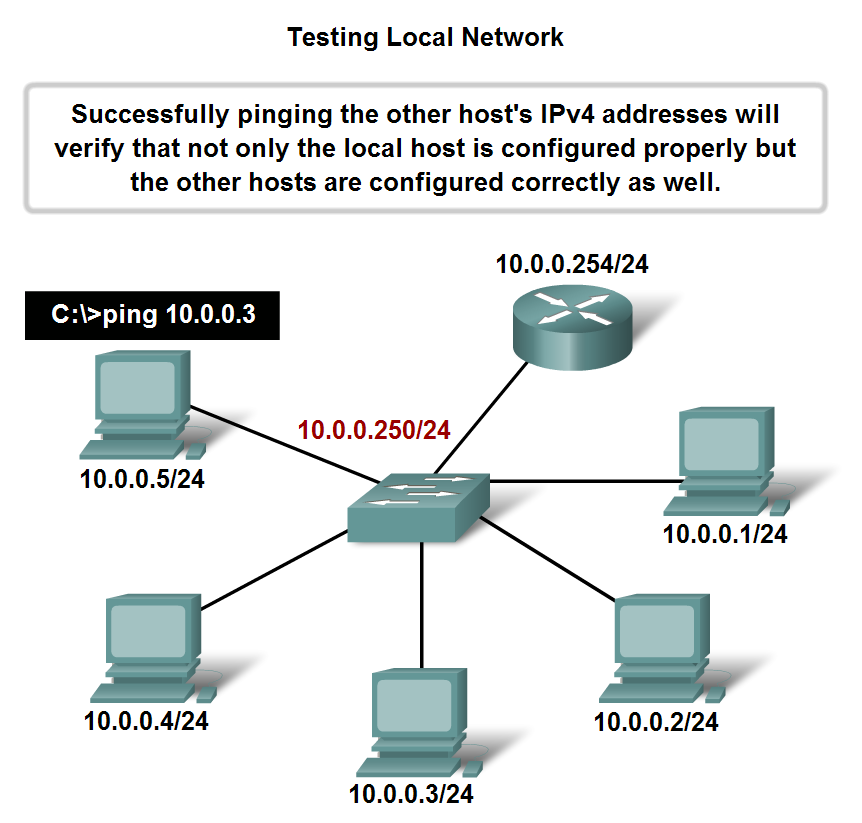 Testing Local Network
Successfully pinging the other host's IPv4 addresses will
verify that not only the local host is configured properly but
the other hosts are configured correctly as well.
10.0.0.254/24
C:\>ping 10.0.0.3
10.0.0.250/24
10.0.0.5/24
10.0.0.1/24
10.0.0.4/24
10.0.0.2/24
10.0.0.3/24